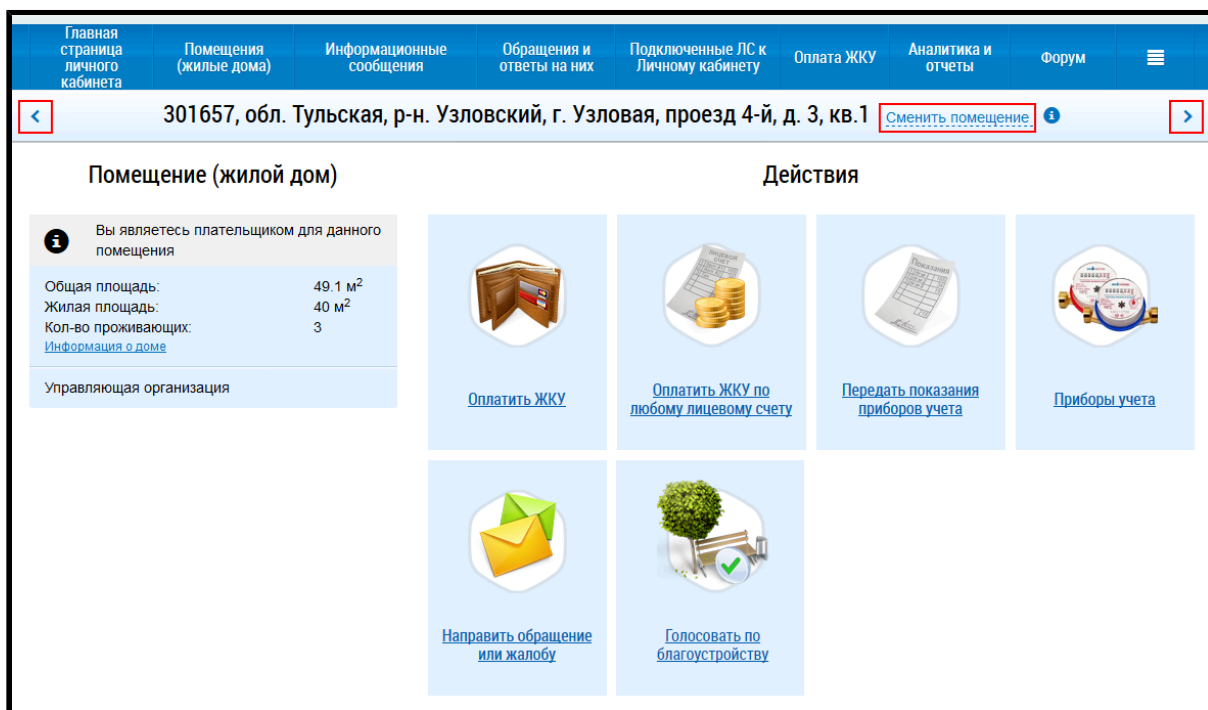 Главная
страница
личного
кабинета
Помещения
(жилые дома)
Информационные
сообщения
Обращения и
ответы на них
Подключенные ЛС к
Личному кабинету
Оплата ЖКУ
Аналитика и
отчеты
Форум
301657, обл. Тульская, р-н. Узловский, г. Узловая, проезд 4-й, д. 3, кв.1 Сменить помещение
Помещение (жилой дом)
Действия
Вы являетесь плательщиком для данного
помещения
Общая площадь: 49.1 м2
Жилая площадь: 40 м2
Кол-во проживающих: 3
Информация о доме
Управляющая организация
Показания
Оплатить ЖКУ
Оплатить ЖКУ по
любому лицевому счету
Передать показания
приборов учета
Приборы учета
Направить обращение
или жалобу
Голосовать по
благоустройству